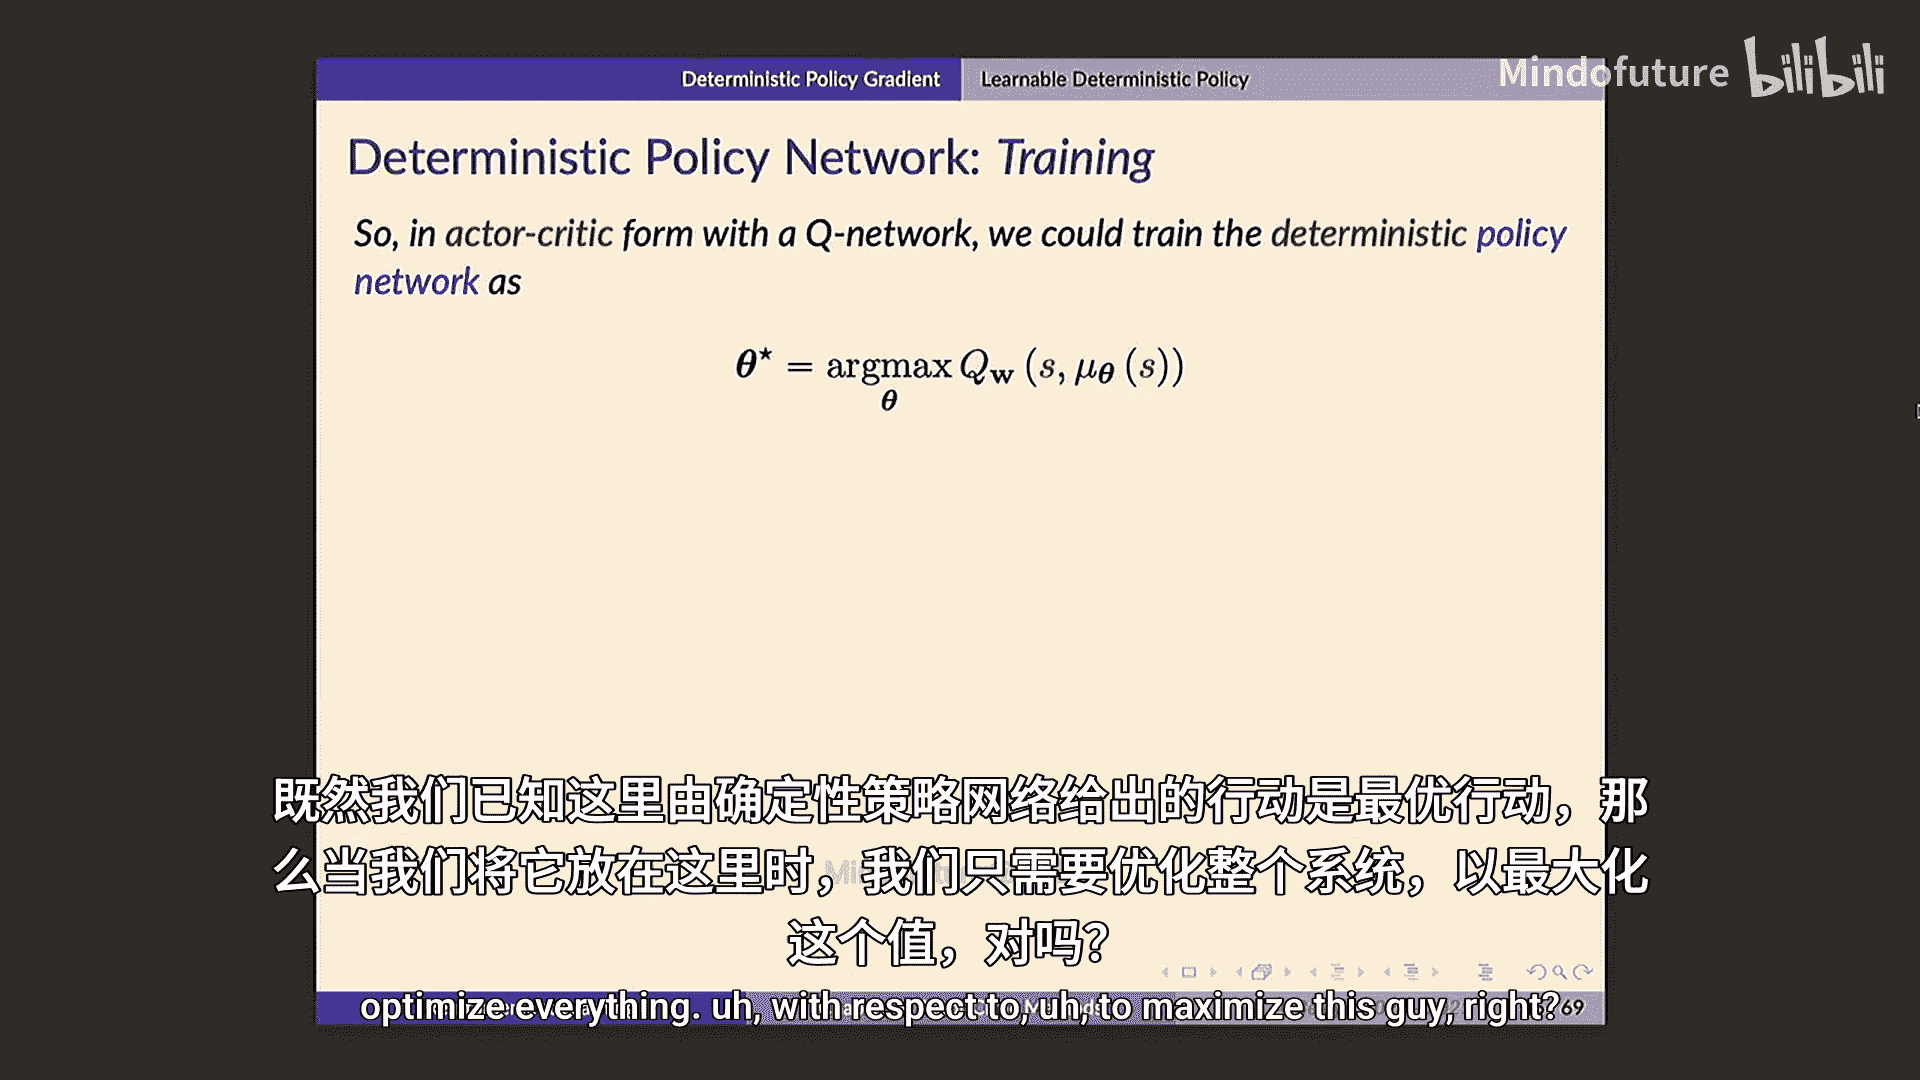 Mindofuture bilibili
Deterministic Policy Gradient Learnable Deterministic Policy
Deterministic Policy Network: Training
So, in actor-critic form with a Q-network, we could train the deterministic policy
network as
θ⋆ = argmax Q_w (s, μ_θ (s))
θ
既然我们已知这里由确定性策略网络给出的行动是最优行动，那
么当我们将它放在这里时，我们只需要优化整个系统，以最大化
这个值，对吗？
optimize everything. uh, with respect to, uh, to maximize this guy, right?
69